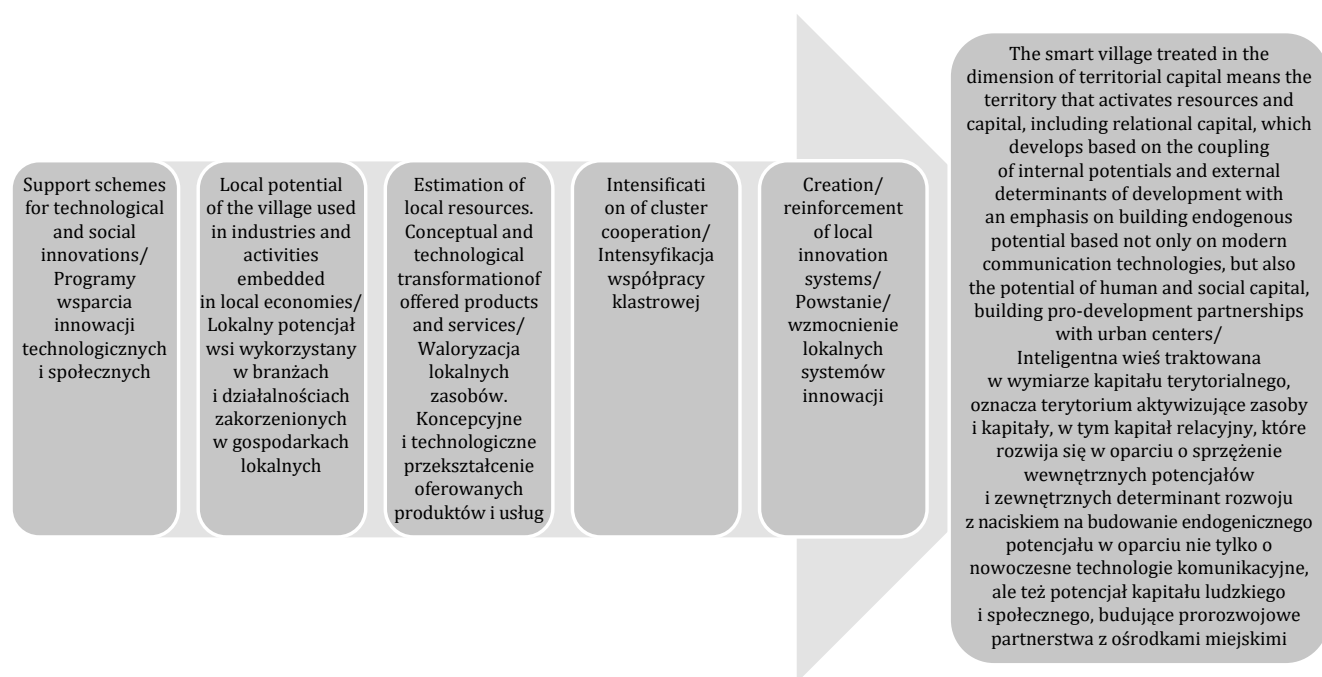 Support schemes
for technological
and social
innovations/
Programy
wsparcia
innowacji
technologicznych
i społecznych
Local potential
of the village used
in industries and
activities
embedded
in local economies/
Lokalny potencjał
wsi wykorzystany
w branżach
i działalnościach
zakorzenionych
w gospodarkach
lokalnych
Estimation of
local resources.
Conceptual and
technological
transformationof
offered products
and services/
Waloryzacja
lokalnych
zasobów.
Koncepcyjne
i technologiczne
przekształcenie
oferowanych
produktów i usług
Intensificati
on of cluster
cooperation/
Intensyfikacja
współpracy
klastrowej
Creation/
reinforcement
of local
innovation
systems/
Powstanie/
wzmocnienie
lokalnych
systemów
innowacji
The smart village treated in the
dimension of territorial capital means the
territory that activates resources and
capital, including relational capital, which
develops based on the coupling
of internal potentials and external
determinants of development with
an emphasis on building endogenous
potential based not only on modern
communication technologies, but also
the potential of human and social capital,
building pro-development partnerships
with urban centers/
Inteligentna wieś traktowana
w wymiarze kapitału terytorialnego,
oznacza terytorium aktywizujące zasoby
i kapitały, w tym kapitał relacyjny, które
rozwija się w oparciu o sprzężenie
wewnętrznych potencjałów
i zewnętrznych determinant rozwoju
z naciskiem na budowanie endogenicznego
potencjału w oparciu nie tylko o
nowoczesne technologie komunikacyjne,
ale też potencjał kapitału ludzkiego
i społecznego, budujące prorozwojowe
partnerstwa z ośrodkami miejskimi